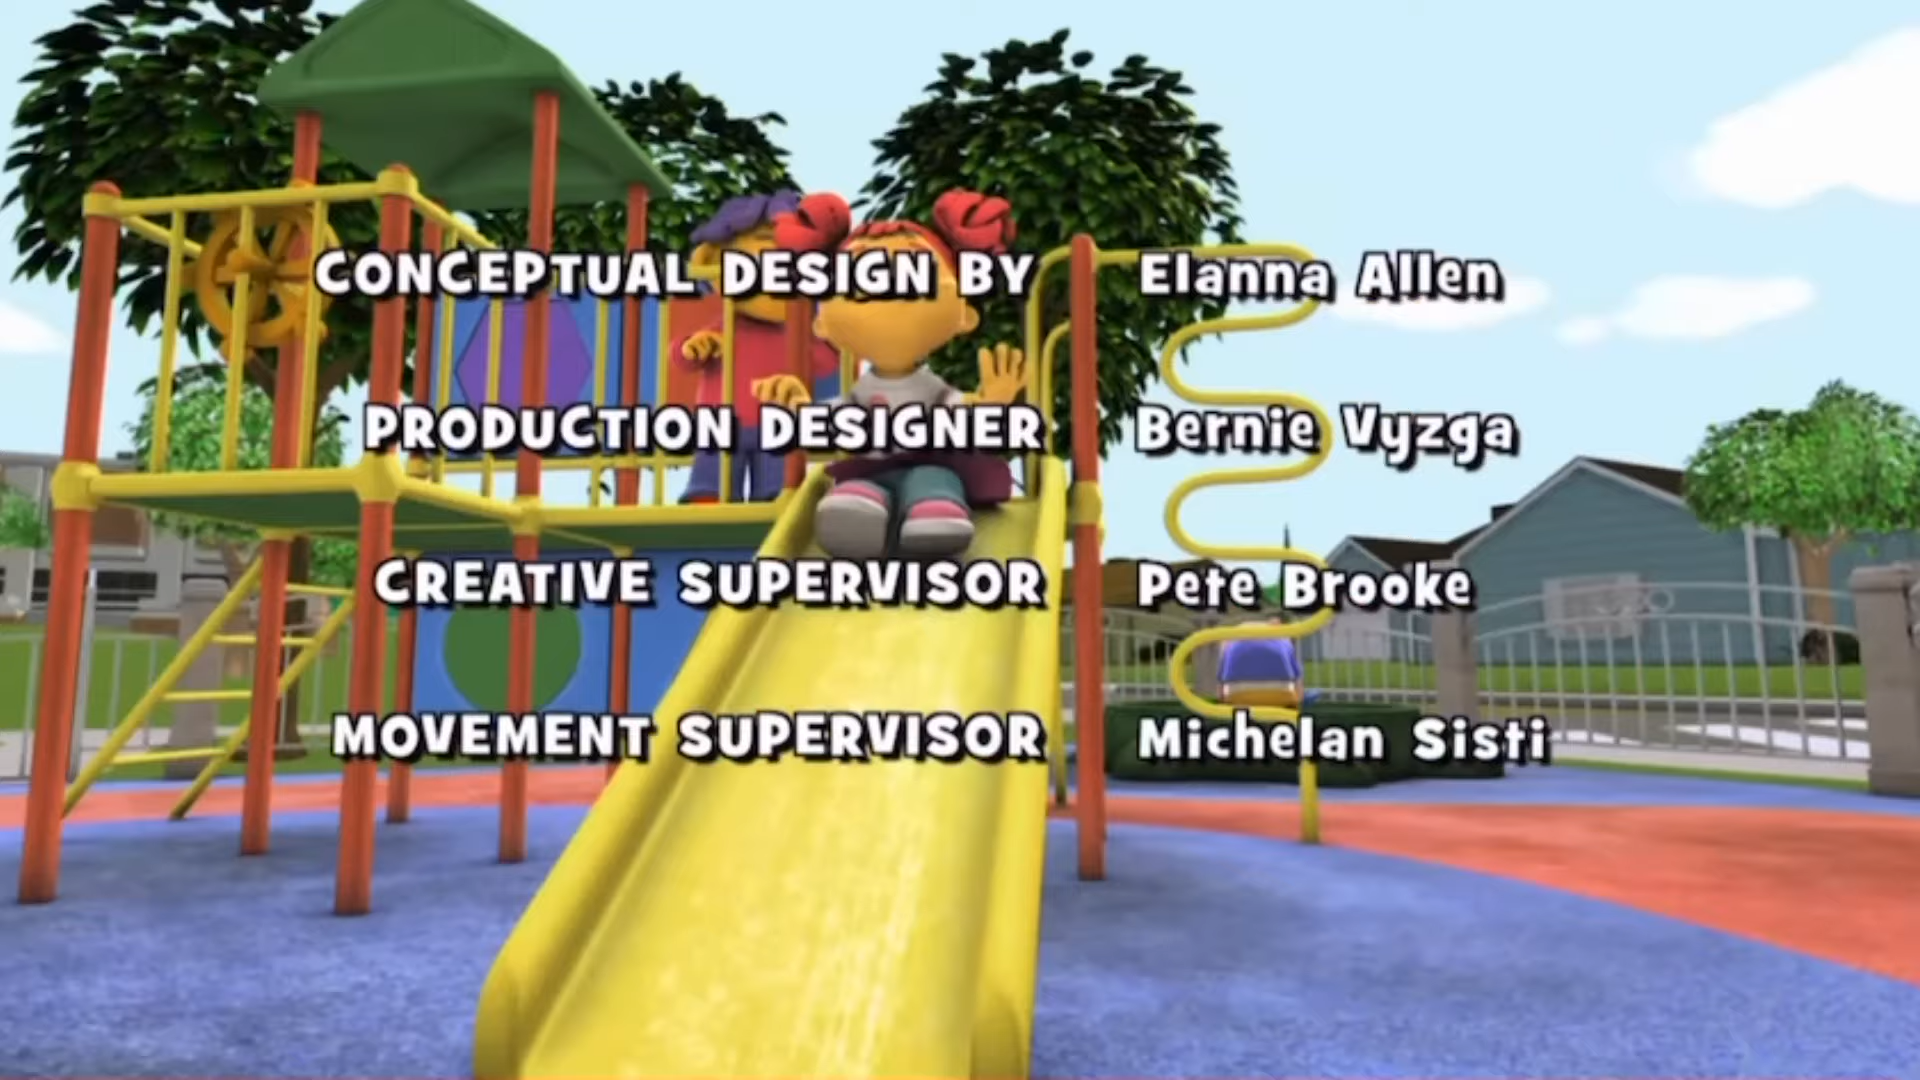 CONCEPTUAL DESIGN BY Elanna Allen
PRODUCTION DESIGNER Bernie Vyzga
CREATIVE SUPERVISOR Pete Brooke
MOVEMENT SUPERVISOR Michelan Sisti